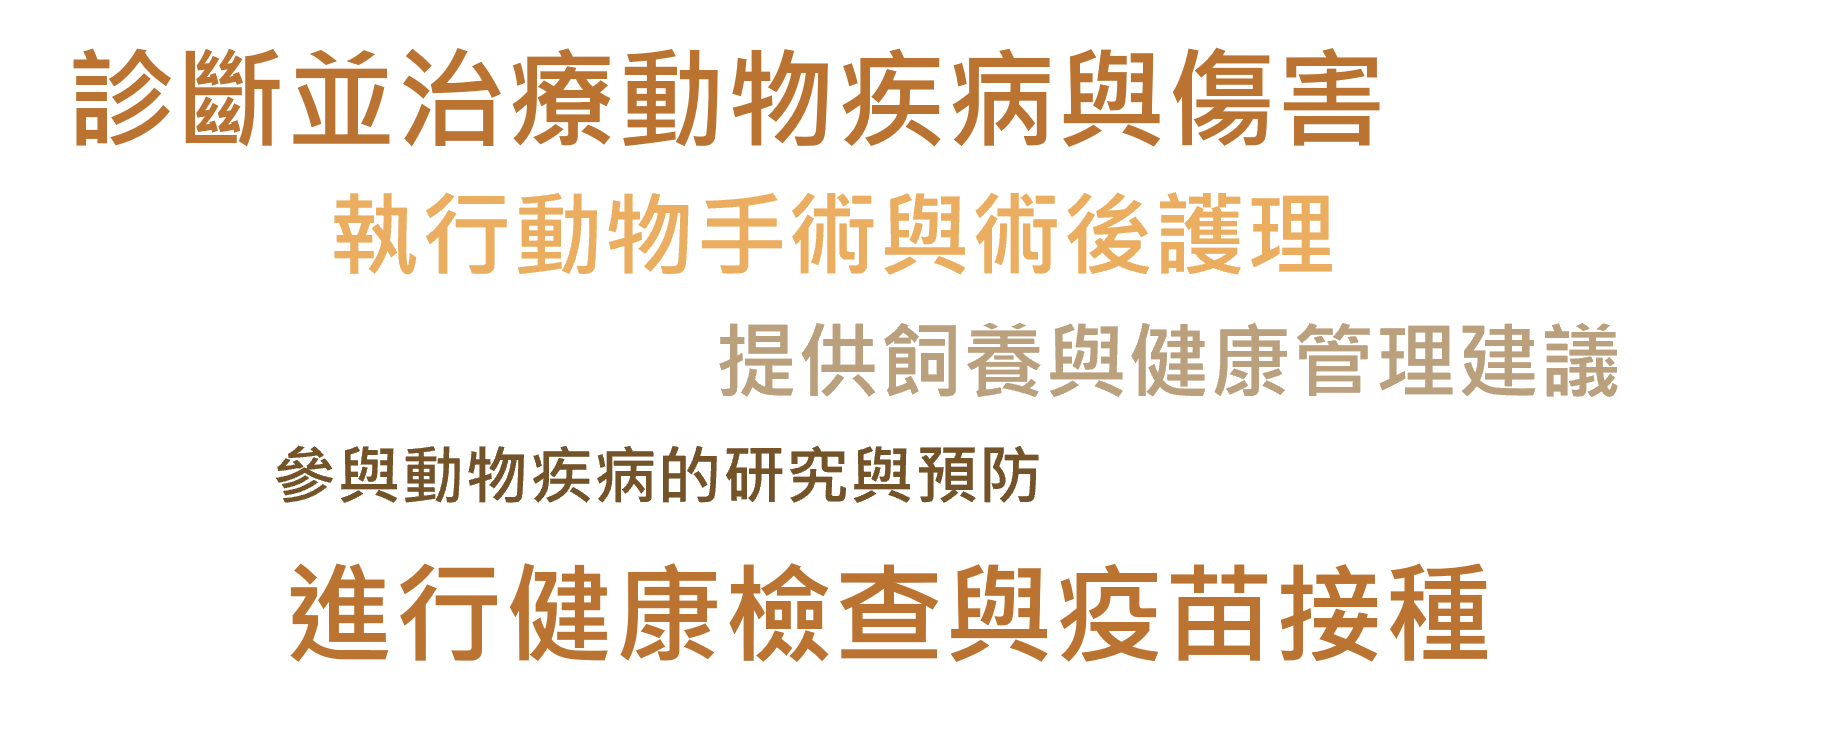 診斷並治療動物疾病與傷害
執行動物手術與術後護理
提供飼養與健康管理建議
參與動物疾病的研究與預防
進行健康檢查與疫苗接種